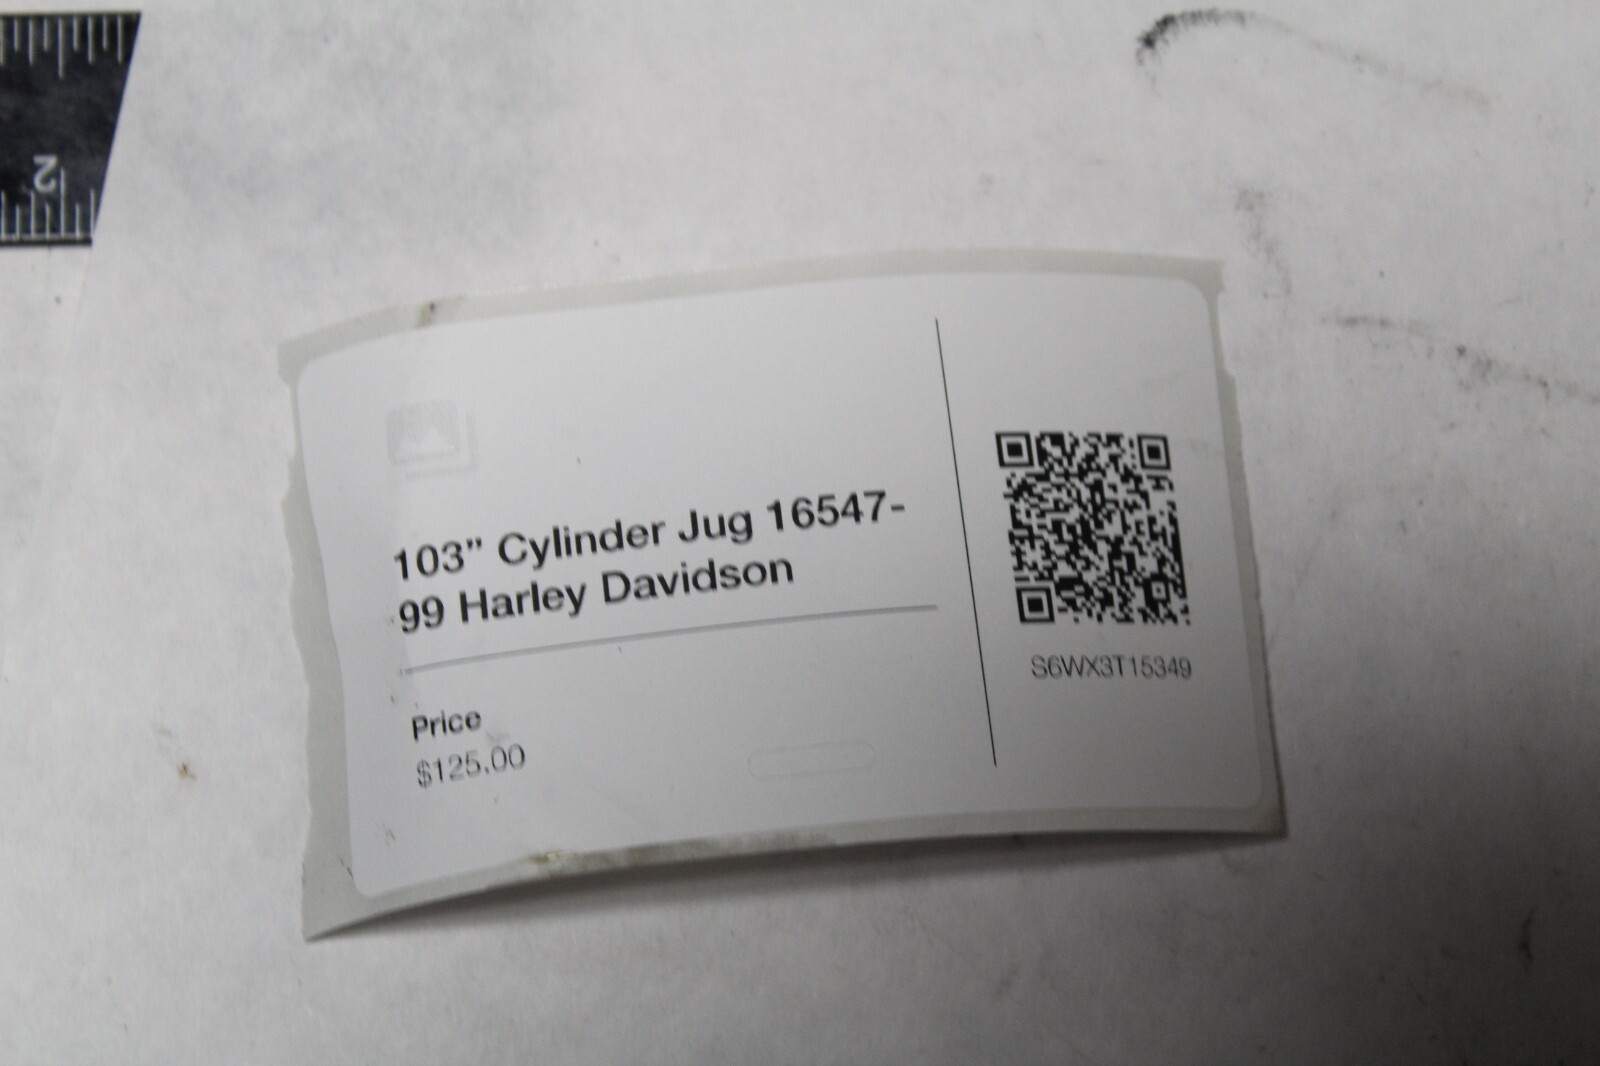 2
103” Cylinder Jug 16547-
99 Harley Davidson
Price
$125.00
S6WX3T15349